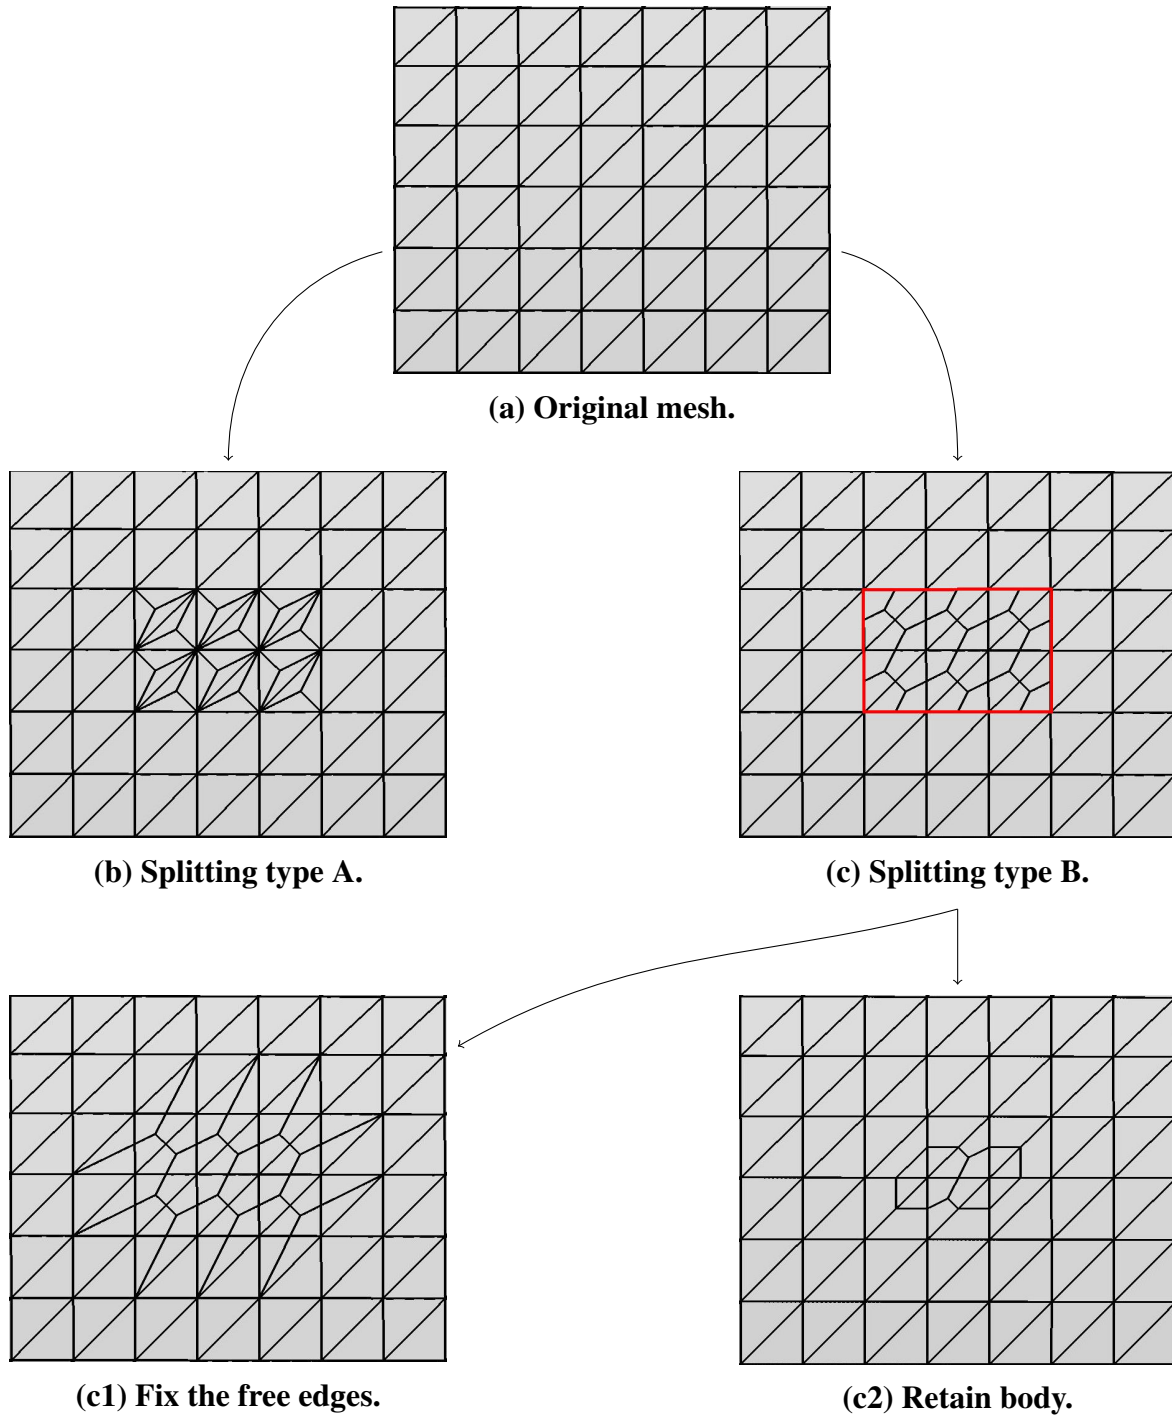 (a) Original mesh.
(b) Splitting type A.
(c) Splitting type B.
(c1) Fix the free edges.
(c2) Retain body.